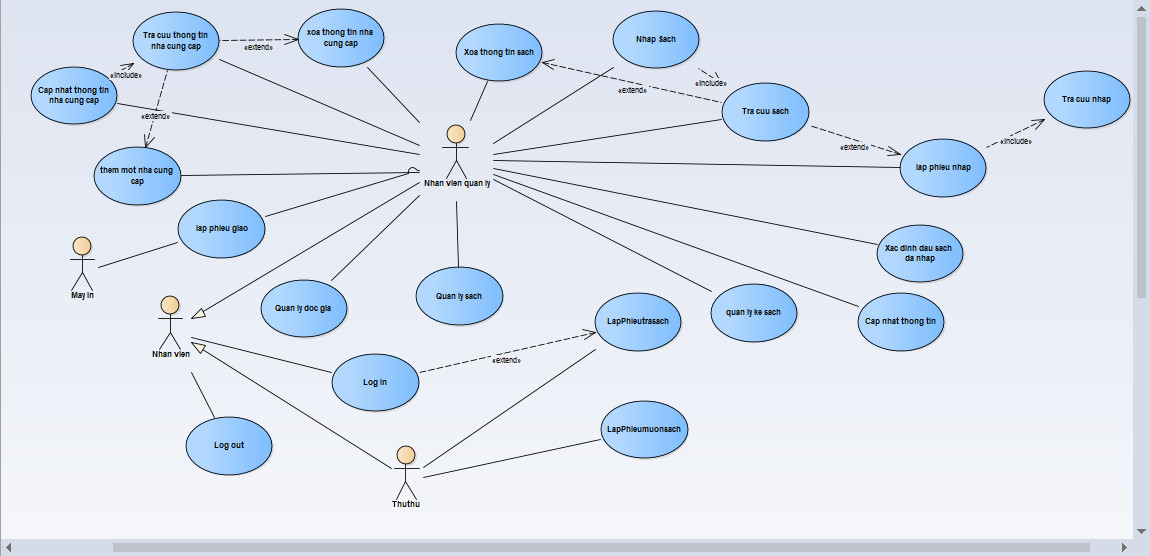 Tra cuu thong tin
nha cung cap
«extend»
xoa thong tin nha
cung cap
Xoa thong tin sach
Nhap Sach
«include»
Cap nhat thong tin
nha cung cap
«extend»
«include»
«extend»
Tra cuu sach
Tra cuu nhap
«extend»
«include»
them mot nha cung
cap
Nhan vien quan ly
lap phieu nhap
lap phieu giao
Xac dinh dau sach
da nhap
May in
Quan ly doc gia
Quan ly sach
quan ly ke sach
LapPhieutrasach
Cap nhat thong tin
Nhan vien
«extend»
Log in
LapPhieumuonsach
Log out
Thuthu